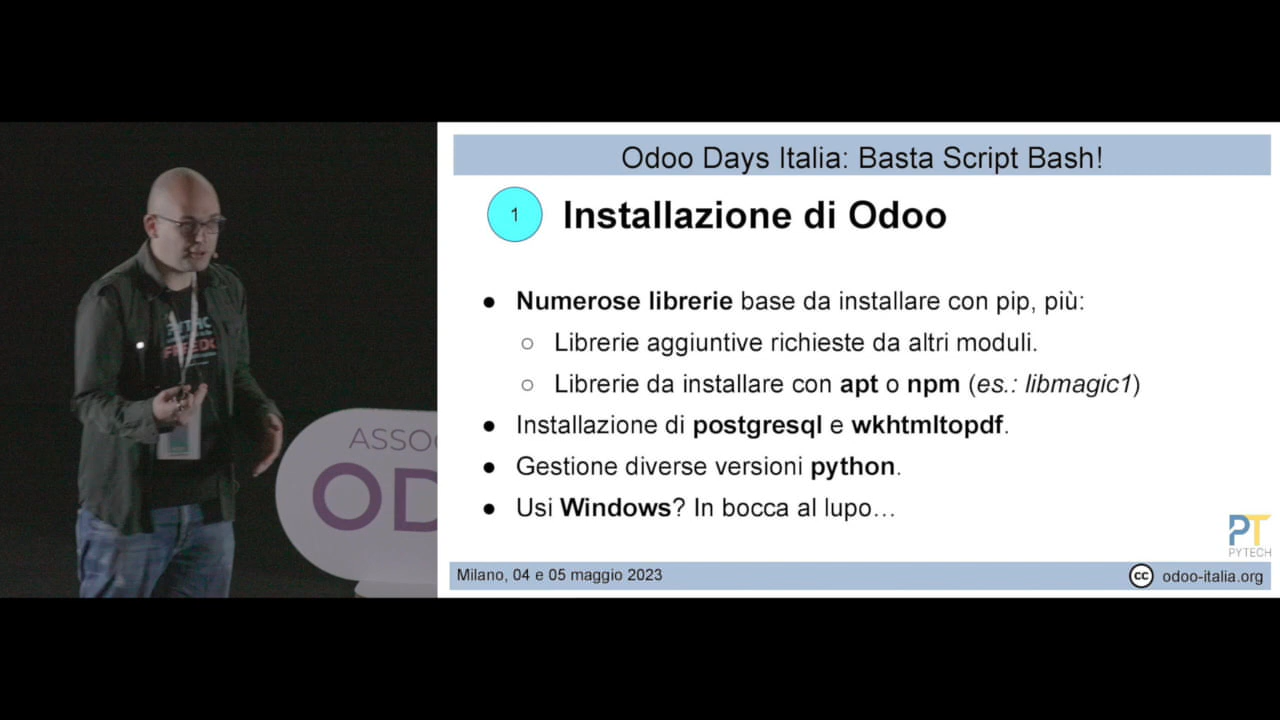 Odoo Days Italia: Basta Script Bash!
1 Installazione di Odoo
● Numerose librerie base da installare con pip, più:
○ Librerie aggiuntive richieste da altri moduli.
○ Librerie da installare con apt o npm (es.: libmagic1)
● Installazione di postgresql e wkhtmltopdf.
● Gestione diverse versioni python.
● Usi Windows? In bocca al lupo…
PT
PYTECH
Milano, 04 e 05 maggio 2023
cc odoo-italia.org
ASSOC
OD